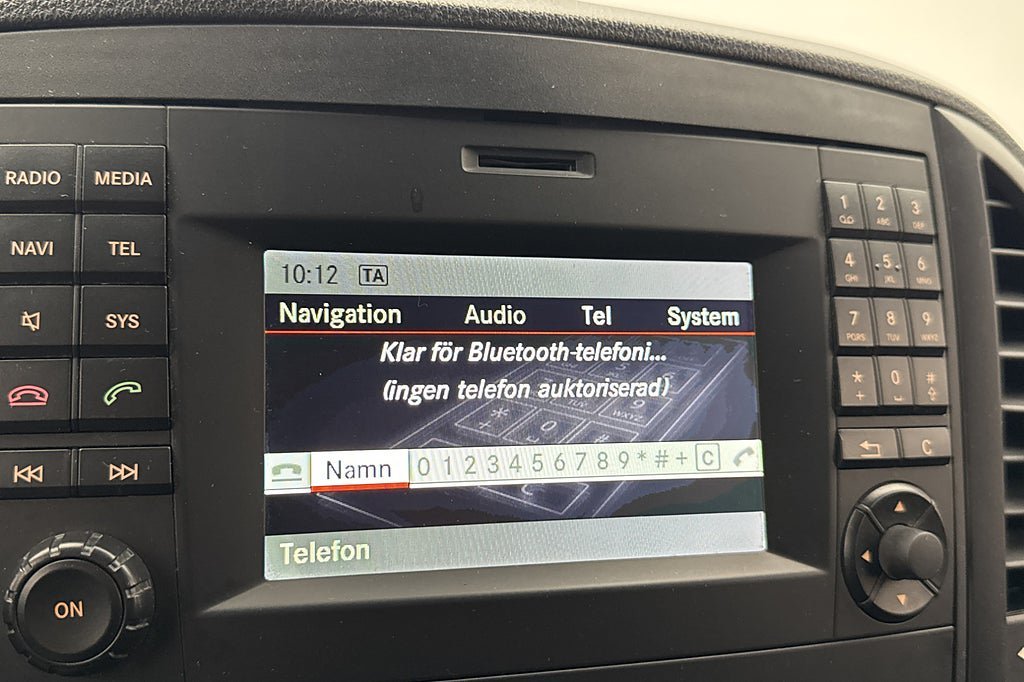 RADIO MEDIA
NAVI TEL
SYS
ON
10:12 TA
Navigation Audio Tel System
Klar för Bluetooth-telefoni...
(ingen telefon auktoriserad)
Namn 0 1 2 3 4 5 6 7 8 9 * # + C
Telefon
1 2 ABC 3 DEF
4 GHI 5 JKL 6 MNO
7 PQRS 8 TUV 9 WXYZ
* + 0 #
C